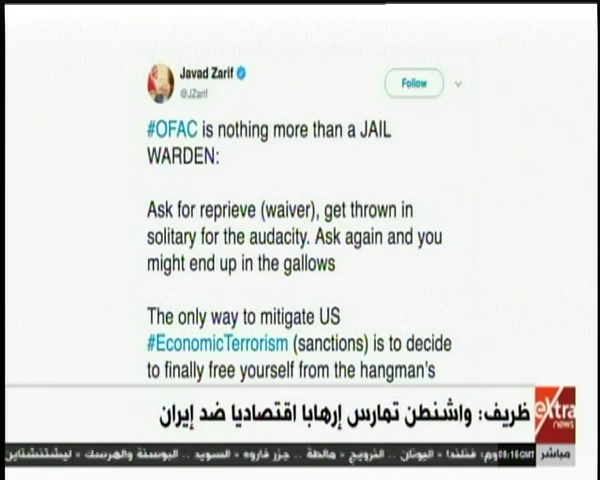 Javad Zarif
@JZarif
Follow
#OFAC is nothing more than a JAIL
WARDEN:
Ask for reprieve (waiver), get thrown in
solitary for the audacity. Ask again and you
might end up in the gallows
The only way to mitigate US
#EconomicTerrorism (sanctions) is to decide
to finally free yourself from the hangman's
ظريف: واشنطن تمارس إرهابا اقتصاديا ضد إيران
eXtra
news
مباشر
08:16GMT
فنلندا - اليونان .. النرويج - مالطة .. جزر فاروه - السويد .. البوسنة والهرسك - ليشتنشتاين